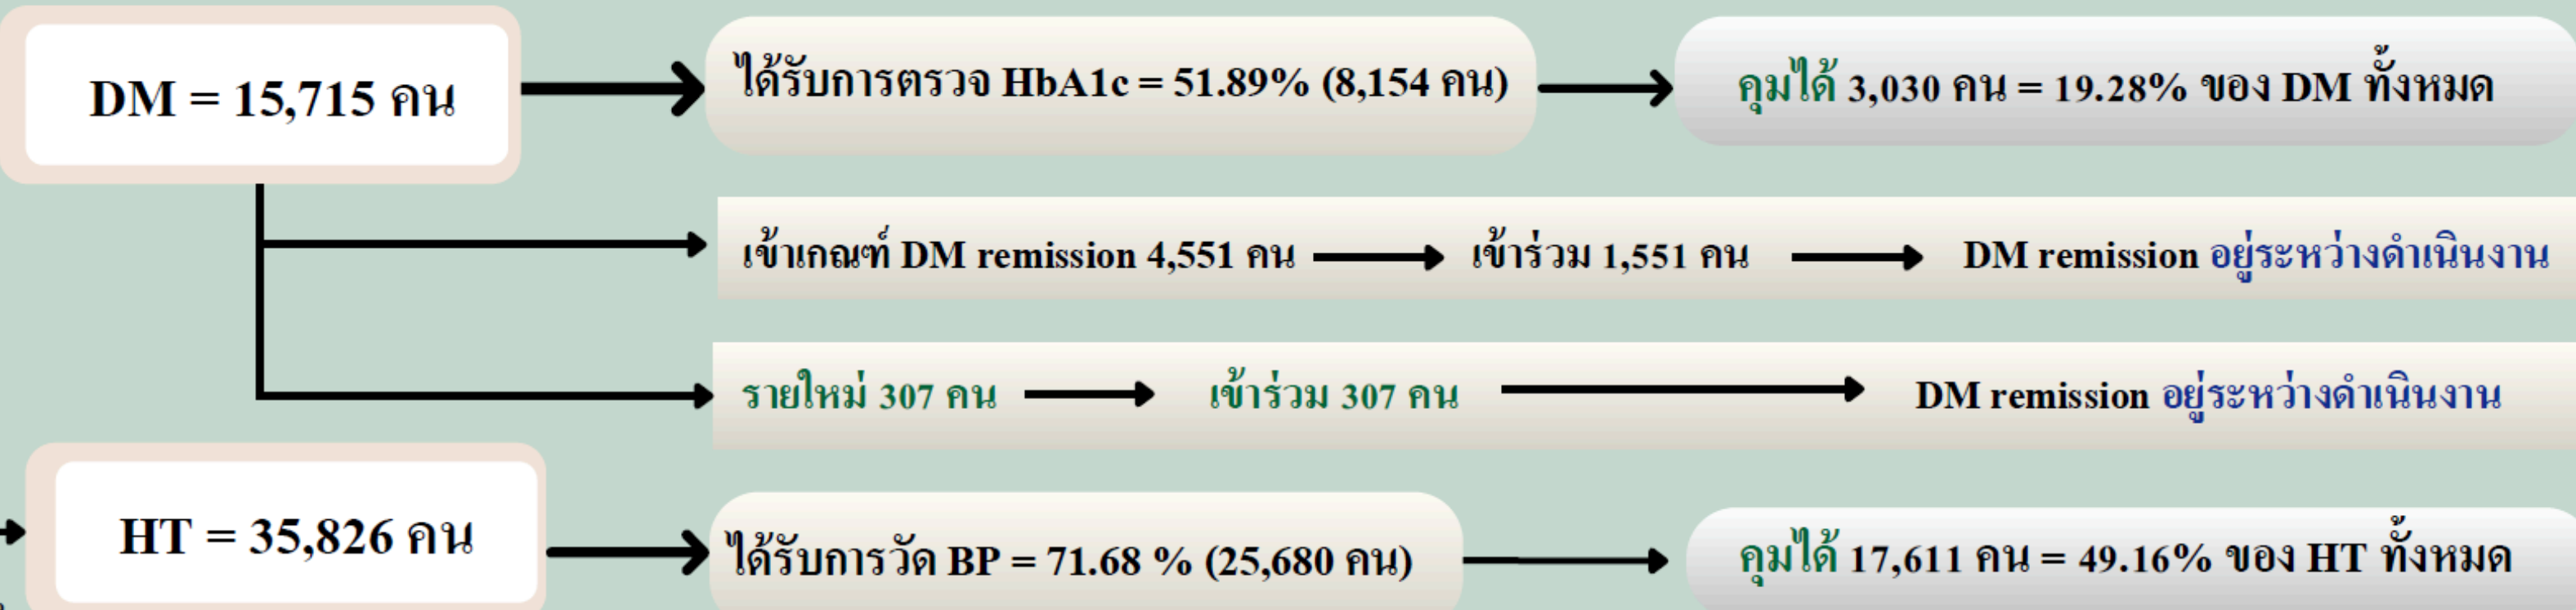 DM = 15,715 คน
ได้รับการตรวจ HbA1c = 51.89% (8,154 คน)
คุมได้ 3,030 คน = 19.28% ของ DM ทั้งหมด
เข้าเกณฑ์ DM remission 4,551 คน
เข้าร่วม 1,551 คน
DM remission อยู่ระหว่างดำเนินงาน
รายใหม่ 307 คน
เข้าร่วม 307 คน
DM remission อยู่ระหว่างดำเนินงาน
HT = 35,826 คน
ได้รับการวัด BP = 71.68 % (25,680 คน)
คุมได้ 17,611 คน = 49.16% ของ HT ทั้งหมด